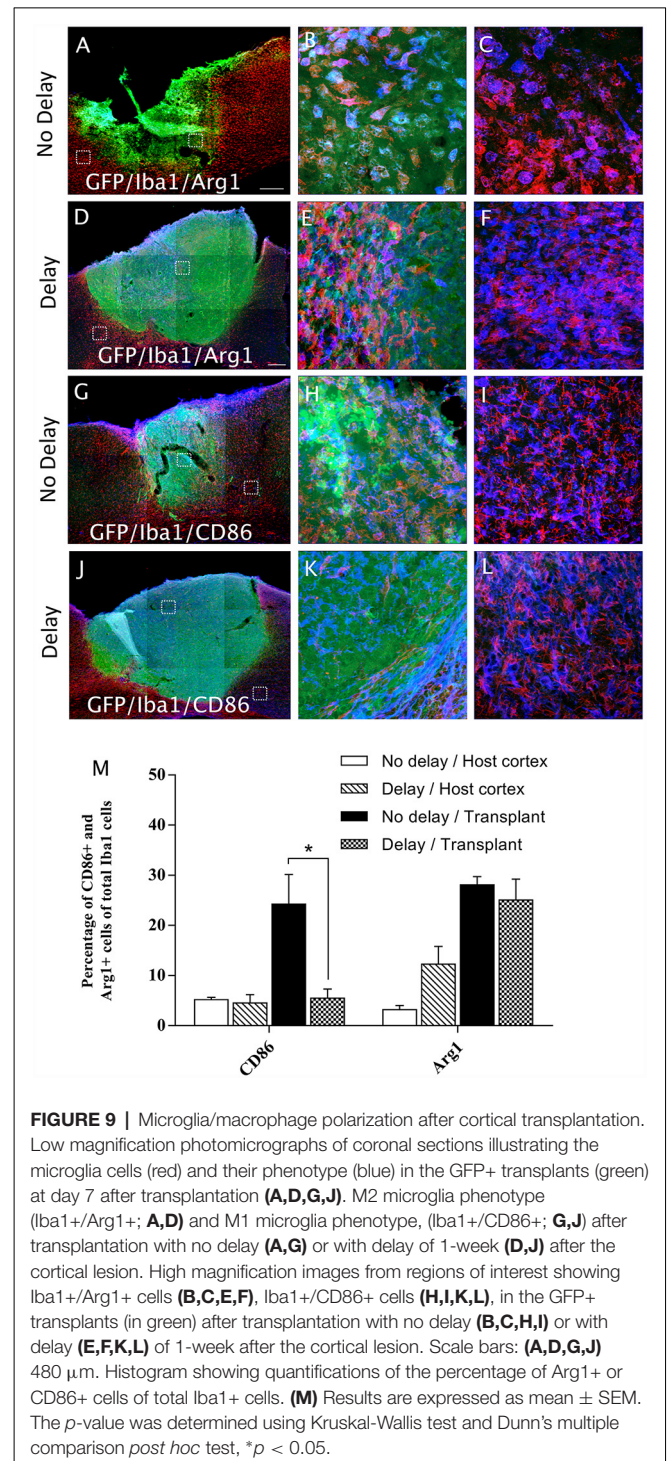 A
B
C
No Delay
GFP/Iba1/Arg1
D
E
F
Delay
GFP/Iba1/Arg1
G
H
I
No Delay
GFP/Iba1/CD86
J
K
L
Delay
GFP/Iba1/CD86
M
No delay / Host cortex
Delay / Host cortex
No delay / Transplant
Delay / Transplant
Percentage of CD86+ and
Arg1+ cells of total Iba1 cells
50
40
30
20
10
0
*
CD86
Arg1
FIGURE 9 | Microglia/macrophage polarization after cortical transplantation.
Low magnification photomicrographs of coronal sections illustrating the
microglia cells (red) and their phenotype (blue) in the GFP+ transplants (green)
at day 7 after transplantation (A,D,G,J). M2 microglia phenotype
(Iba1+/Arg1+; A,D) and M1 microglia phenotype, (Iba1+/CD86+; G,J) after
transplantation with no delay (A,G) or with delay of 1-week (D,J) after the
cortical lesion. High magnification images from regions of interest showing
Iba1+/Arg1+ cells (B,C,E,F), Iba1+/CD86+ cells (H,I,K,L), in the GFP+
transplants (in green) after transplantation with no delay (B,C,H,I) or with
delay (E,F,K,L) of 1-week after the cortical lesion. Scale bars: (A,D,G,J)
480 μm. Histogram showing quantifications of the percentage of Arg1+ or
CD86+ cells of total Iba1+ cells. (M) Results are expressed as mean ± SEM.
The p-value was determined using Kruskal-Wallis test and Dunn's multiple
comparison post hoc test, *p < 0.05.